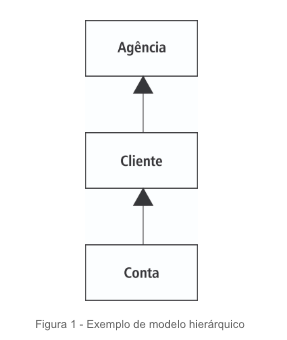 Agência
Cliente
Conta
Figura 1 - Exemplo de modelo hierárquico